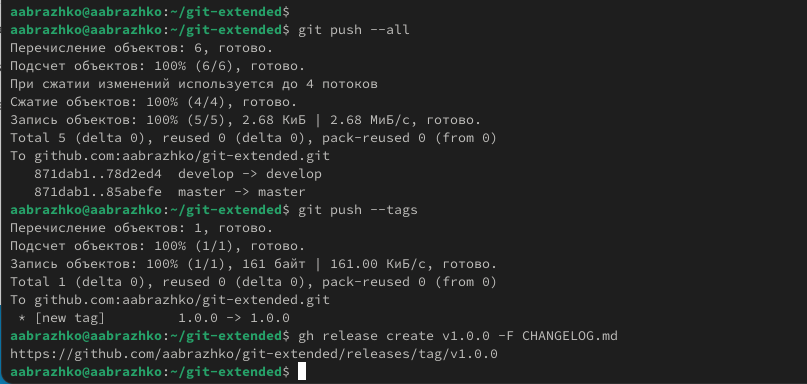 aabrazhko@aabrazhko:~/git-extended$
aabrazhko@aabrazhko:~/git-extended$ git push --all
Перечисление объектов: 6, готово.
Подсчет объектов: 100% (6/6), готово.
При сжатии изменений используется до 4 потоков
Сжатие объектов: 100% (4/4), готово.
Запись объектов: 100% (5/5), 2.68 КиБ | 2.68 МиБ/с, готово.
Total 5 (delta 0), reused 0 (delta 0), pack-reused 0 (from 0)
To github.com:aabrazhko/git-extended.git
   871dab1..78d2ed4  develop -> develop
   871dab1..85abefe  master -> master
aabrazhko@aabrazhko:~/git-extended$ git push --tags
Перечисление объектов: 1, готово.
Подсчет объектов: 100% (1/1), готово.
Запись объектов: 100% (1/1), 161 байт | 161.00 КиБ/с, готово.
Total 1 (delta 0), reused 0 (delta 0), pack-reused 0 (from 0)
To github.com:aabrazhko/git-extended.git
 * [new tag]         1.0.0 -> 1.0.0
aabrazhko@aabrazhko:~/git-extended$ gh release create v1.0.0 -F CHANGELOG.md
https://github.com/aabrazhko/git-extended/releases/tag/v1.0.0
aabrazhko@aabrazhko:~/git-extended$